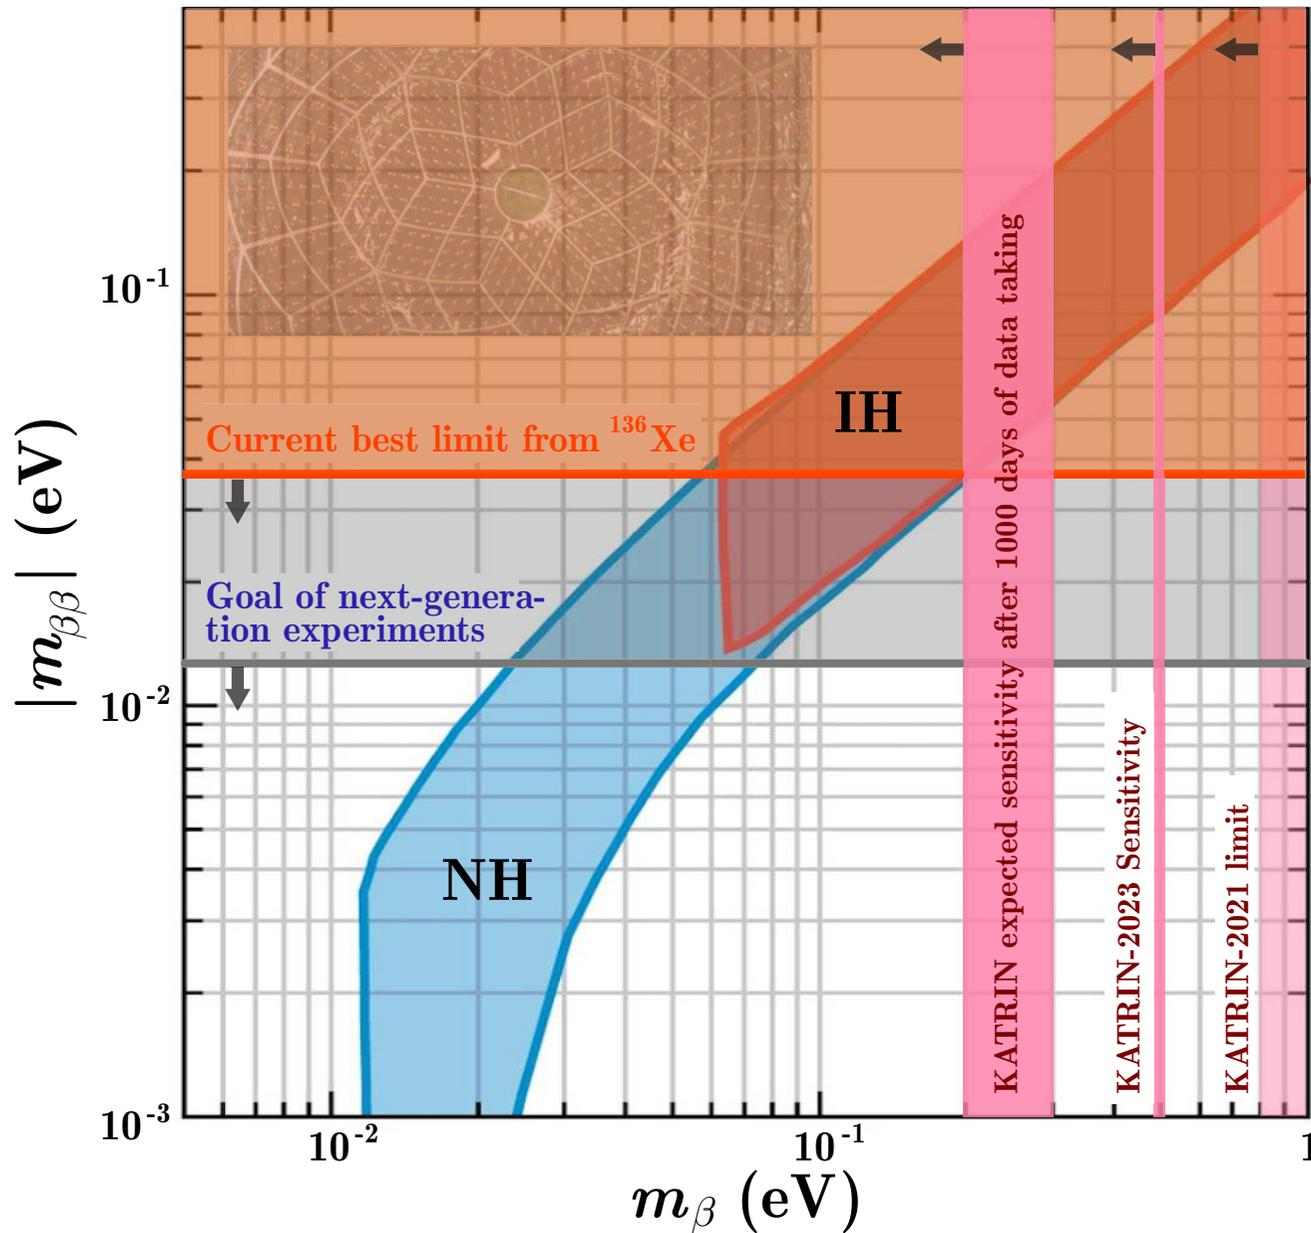 10-1
10-2
10-3
|mββ| (eV)
Current best limit from 136Xe
Goal of next-genera-
tion experiments
IH
NH
KATRIN expected sensitivity after 1000 days of data taking
KATRIN-2023 Sensitivity
KATRIN-2021 limit
10-2
10-1
1
mβ (eV)